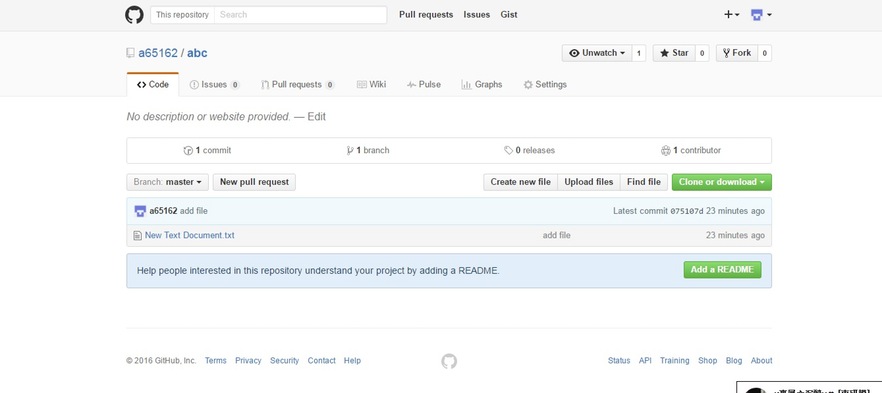 This repository Search Pull requests Issues Gist
a65162 / abc Unwatch 1 Star 0 Fork 0
Code Issues 0 Pull requests 0 Wiki Pulse Graphs Settings
No description or website provided. — Edit
1 commit 1 branch 0 releases 1 contributor
Branch: master New pull request Create new file Upload files Find file Clone or download
a65162 add file Latest commit 075107d 23 minutes ago
New Text Document.txt add file 23 minutes ago
Help people interested in this repository understand your project by adding a README. Add a README
© 2016 GitHub, Inc. Terms Privacy Security Contact Help Status API Training Shop Blog About